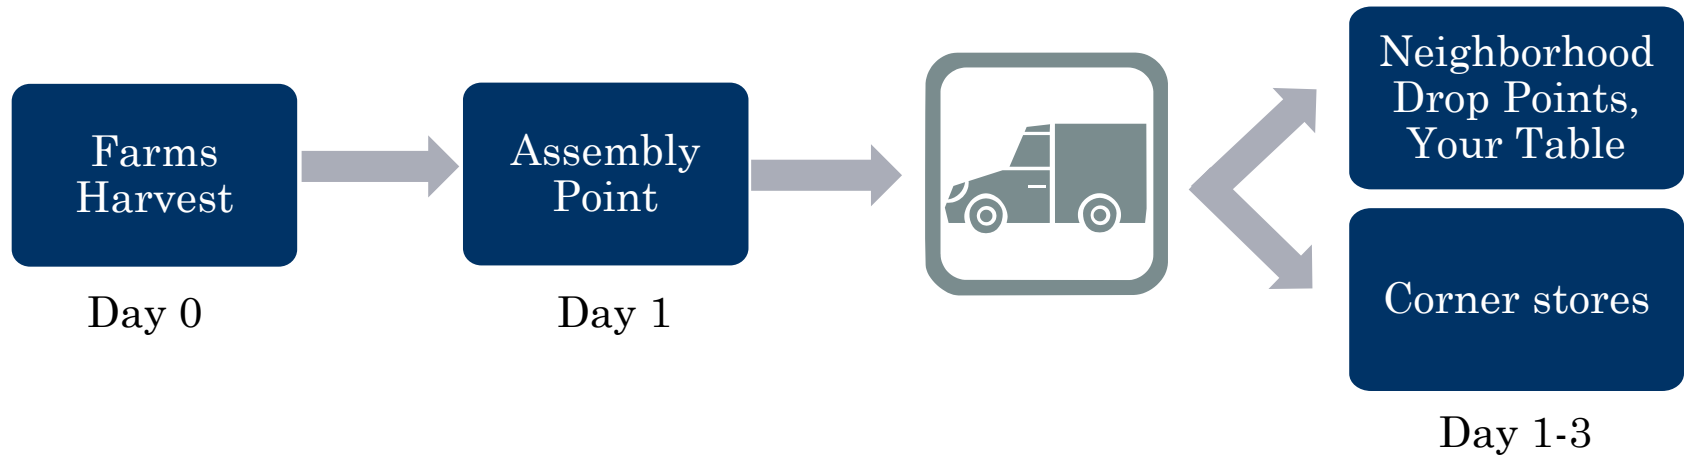 Farms
Harvest
Day 0
Assembly
Point
Day 1
Neighborhood
Drop Points,
Your Table
Corner stores
Day 1-3